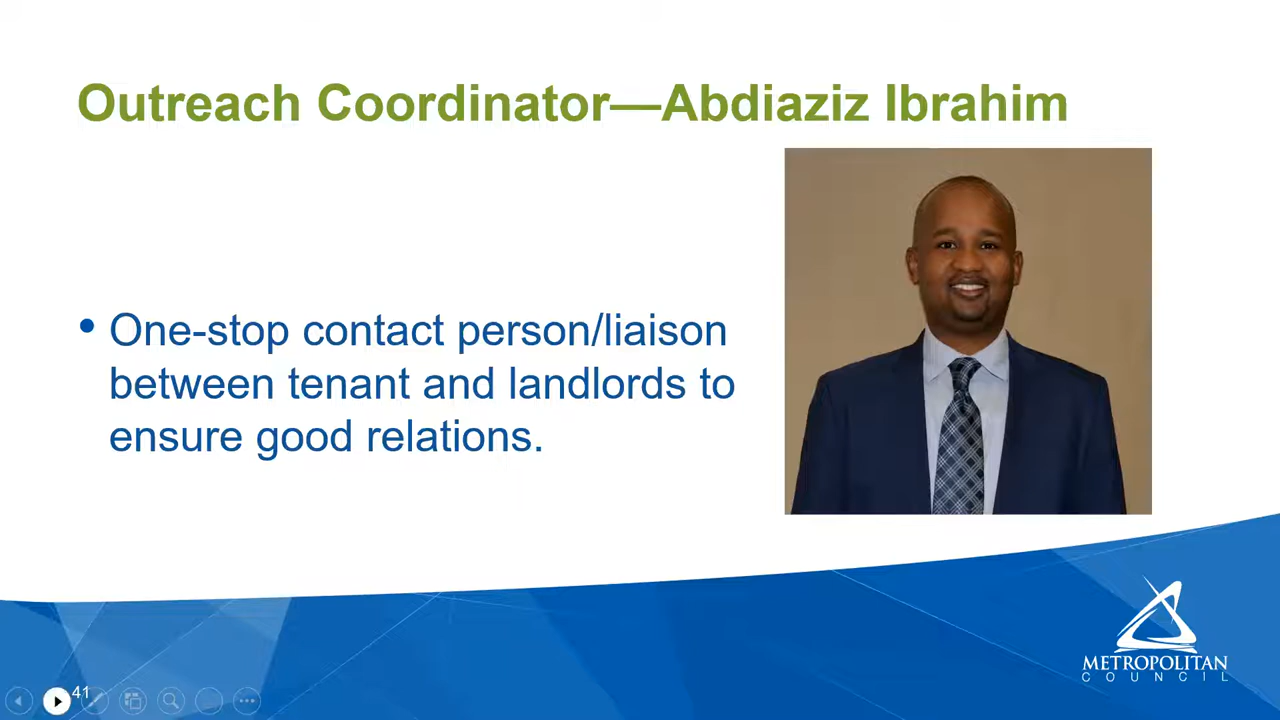 Outreach Coordinator—Abdiaziz Ibrahim
• One-stop contact person/liaison
between tenant and landlords to
ensure good relations.
41
METROPOLITAN
COUNCIL